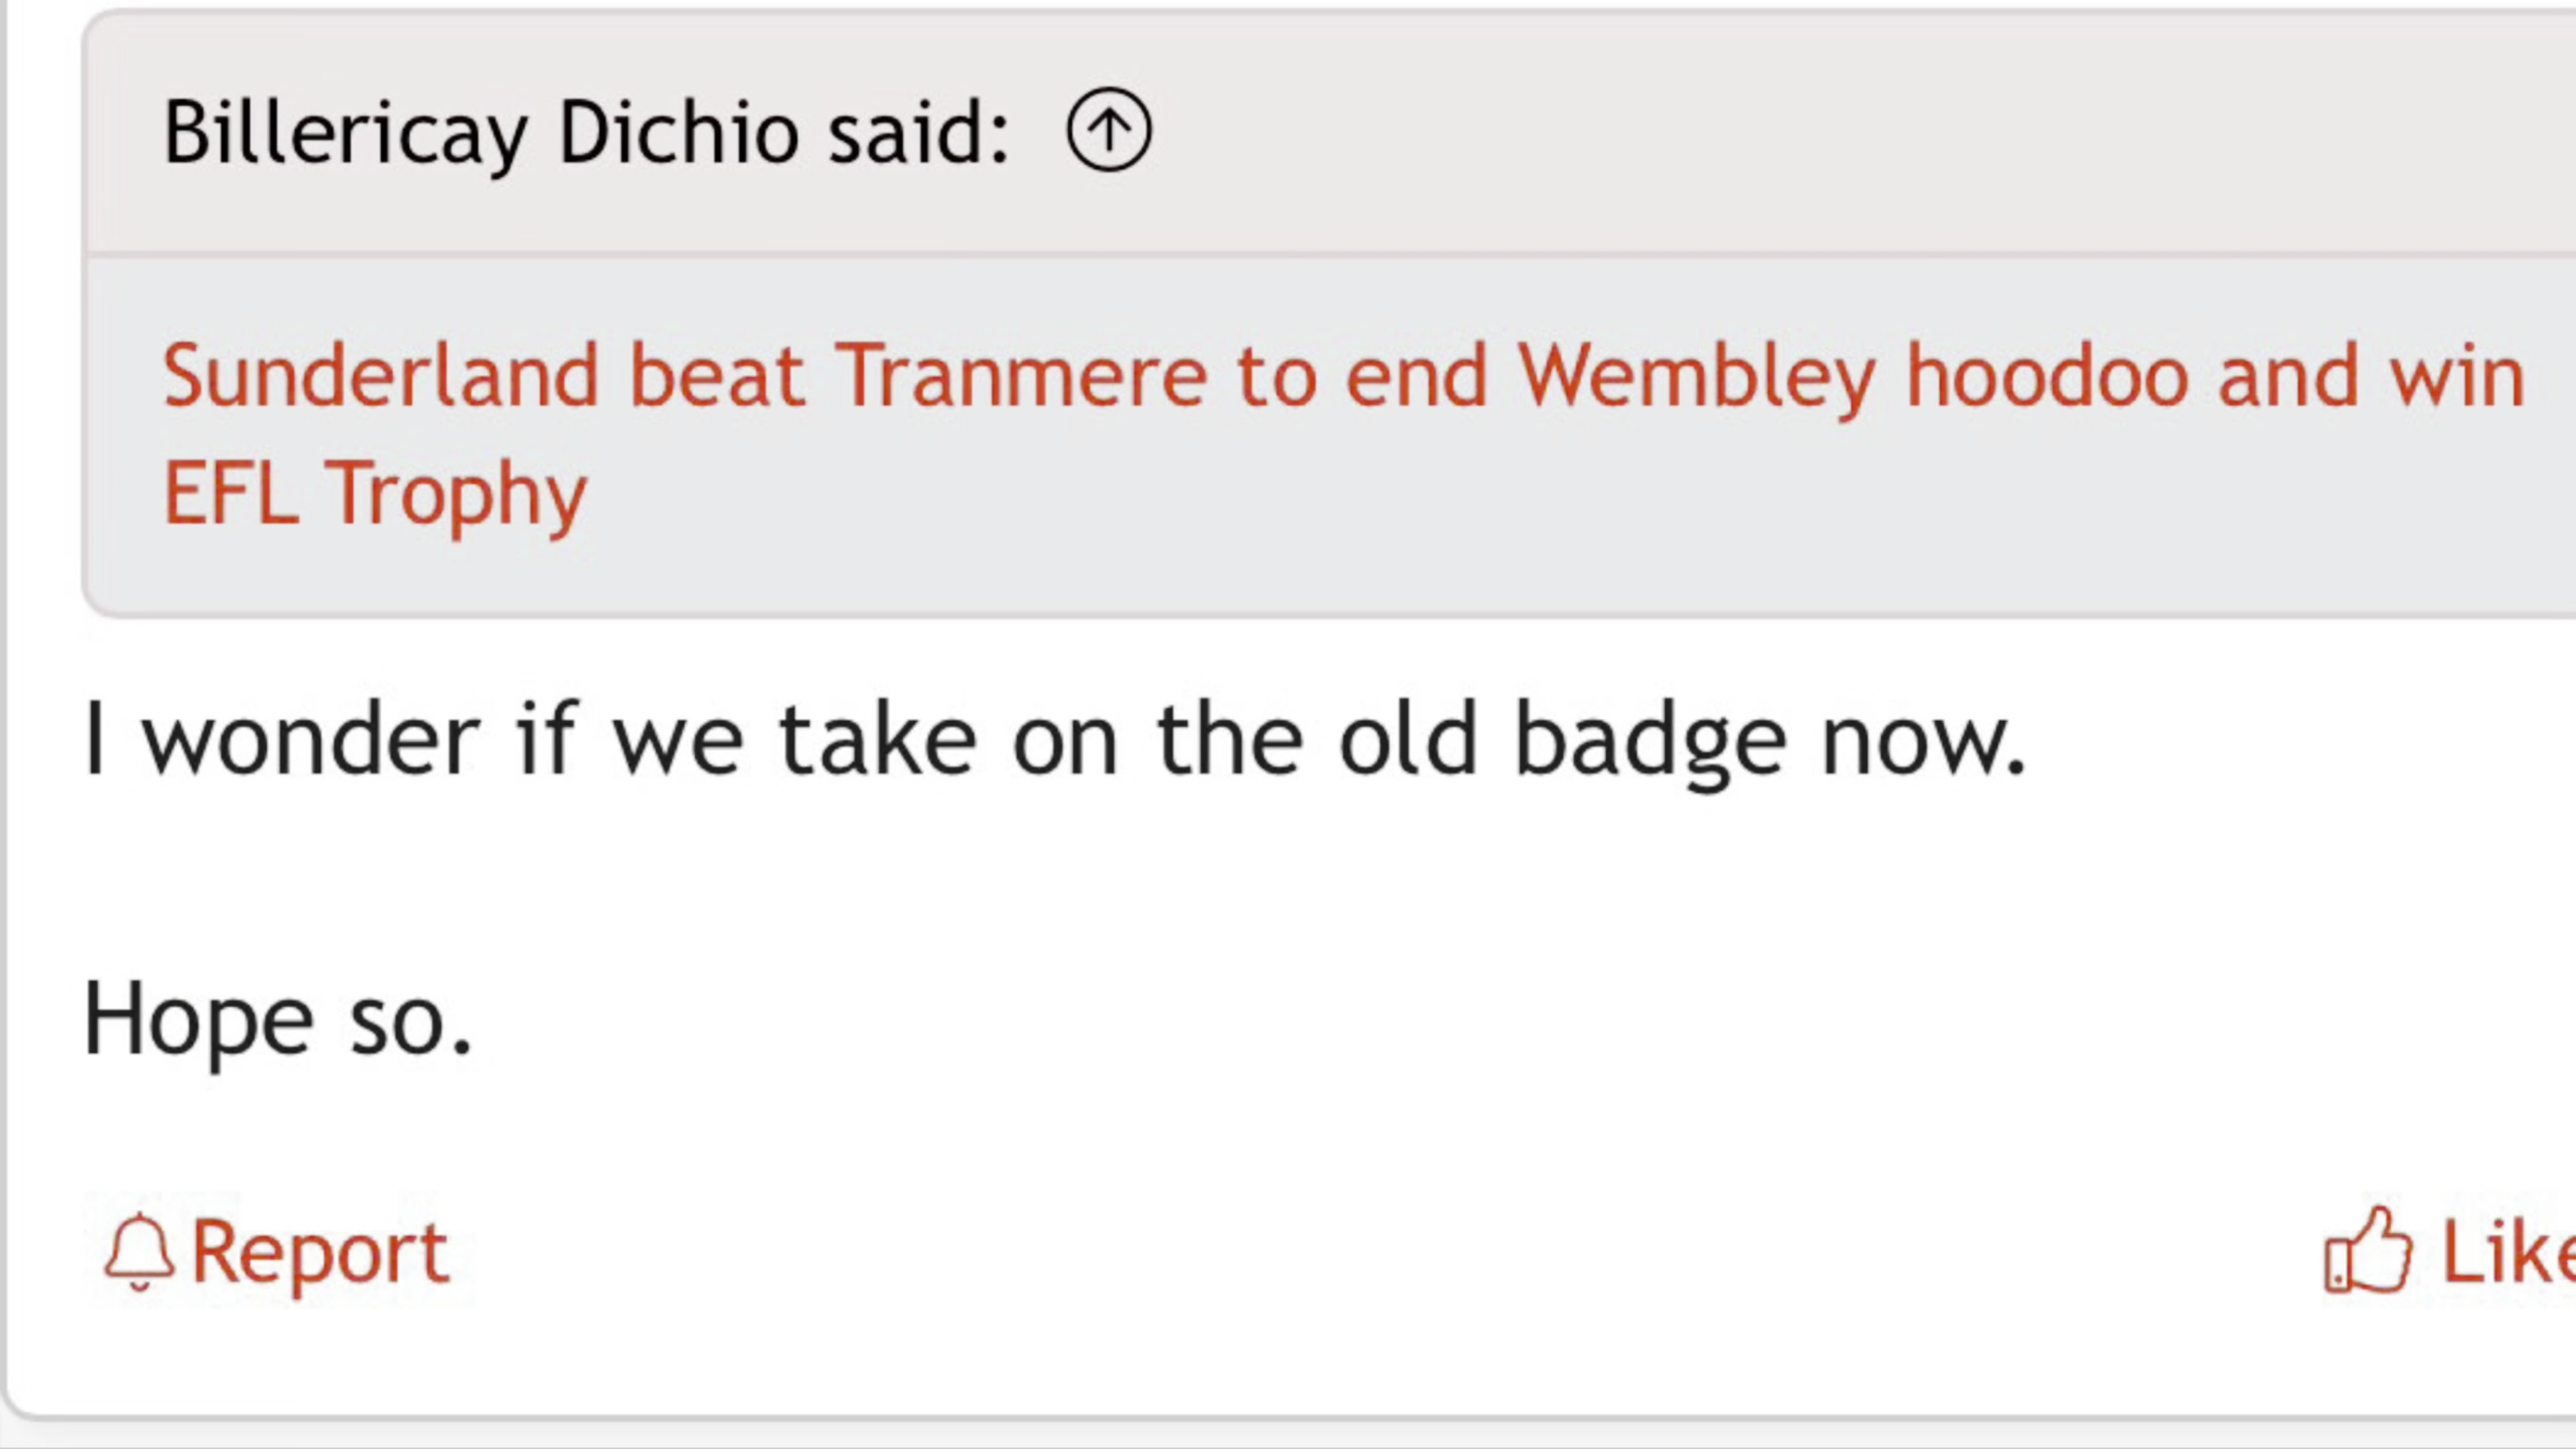 Billericay Dichio said:
Sunderland beat Tranmere to end Wembley hoodoo and win
EFL Trophy
I wonder if we take on the old badge now.
Hope so.
Report
Like